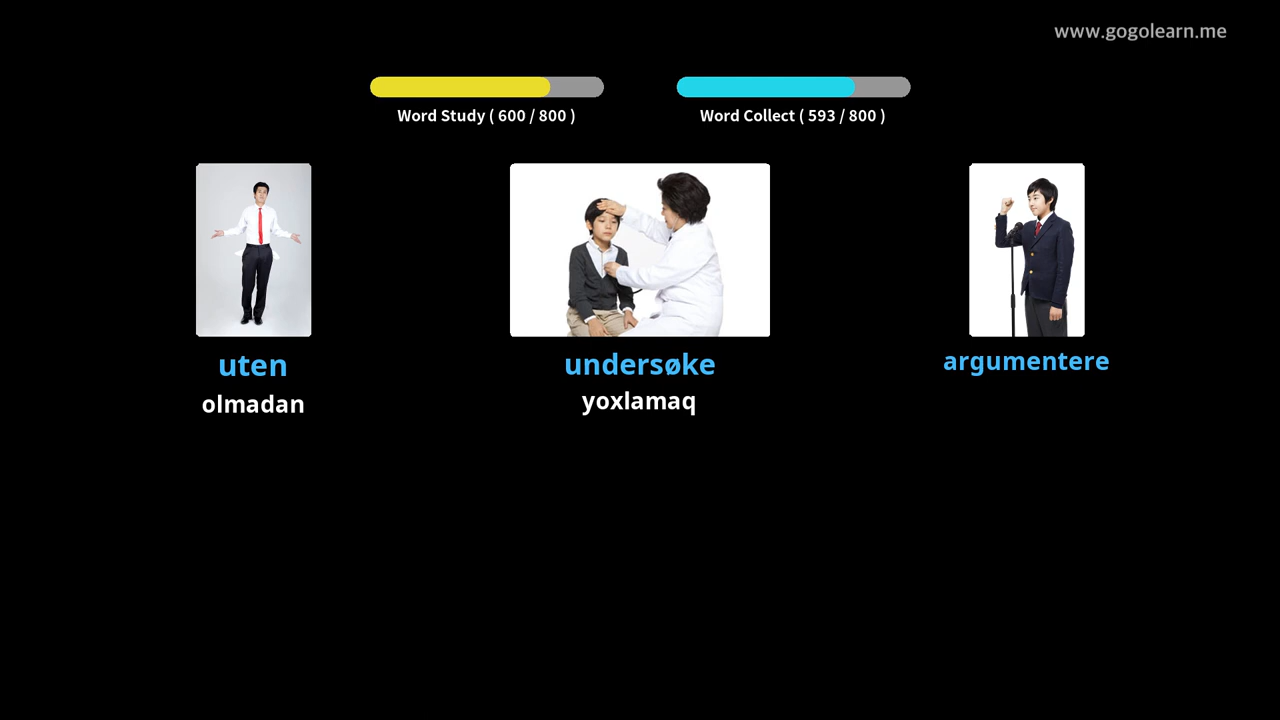 www.gogolearn.me
Word Study ( 600 / 800 )
Word Collect ( 593 / 800 )
uten
olmadan
undersøke
yoxlamaq
argumentere